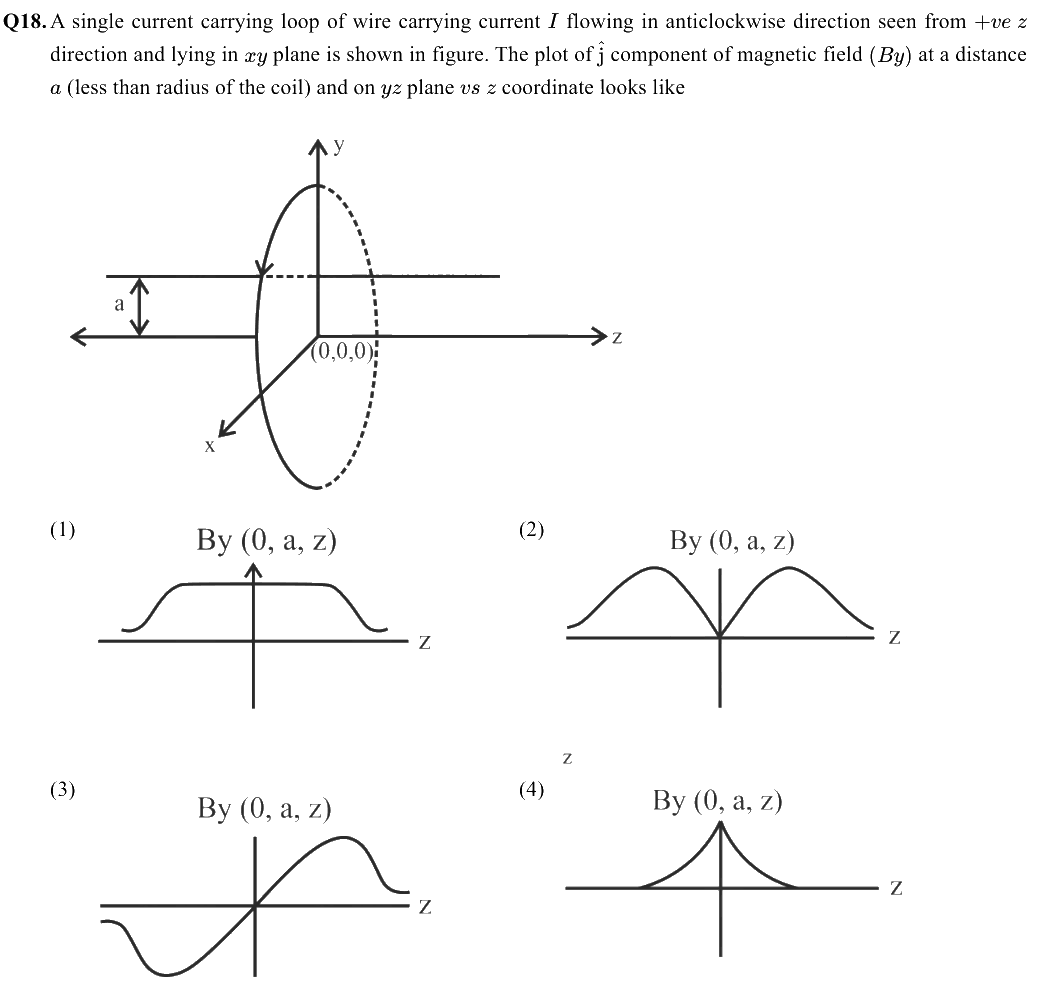 Q18. A single current carrying loop of wire carrying current I flowing in anticlockwise direction seen from +ve z
direction and lying in xy plane is shown in figure. The plot of ĵ component of magnetic field (By) at a distance
a (less than radius of the coil) and on yz plane vs z coordinate looks like
y
a
z
(0,0,0)
x
(1)
By (0, a, z)
z
(2)
By (0, a, z)
z
z
(3)
By (0, a, z)
z
(4)
By (0, a, z)
z